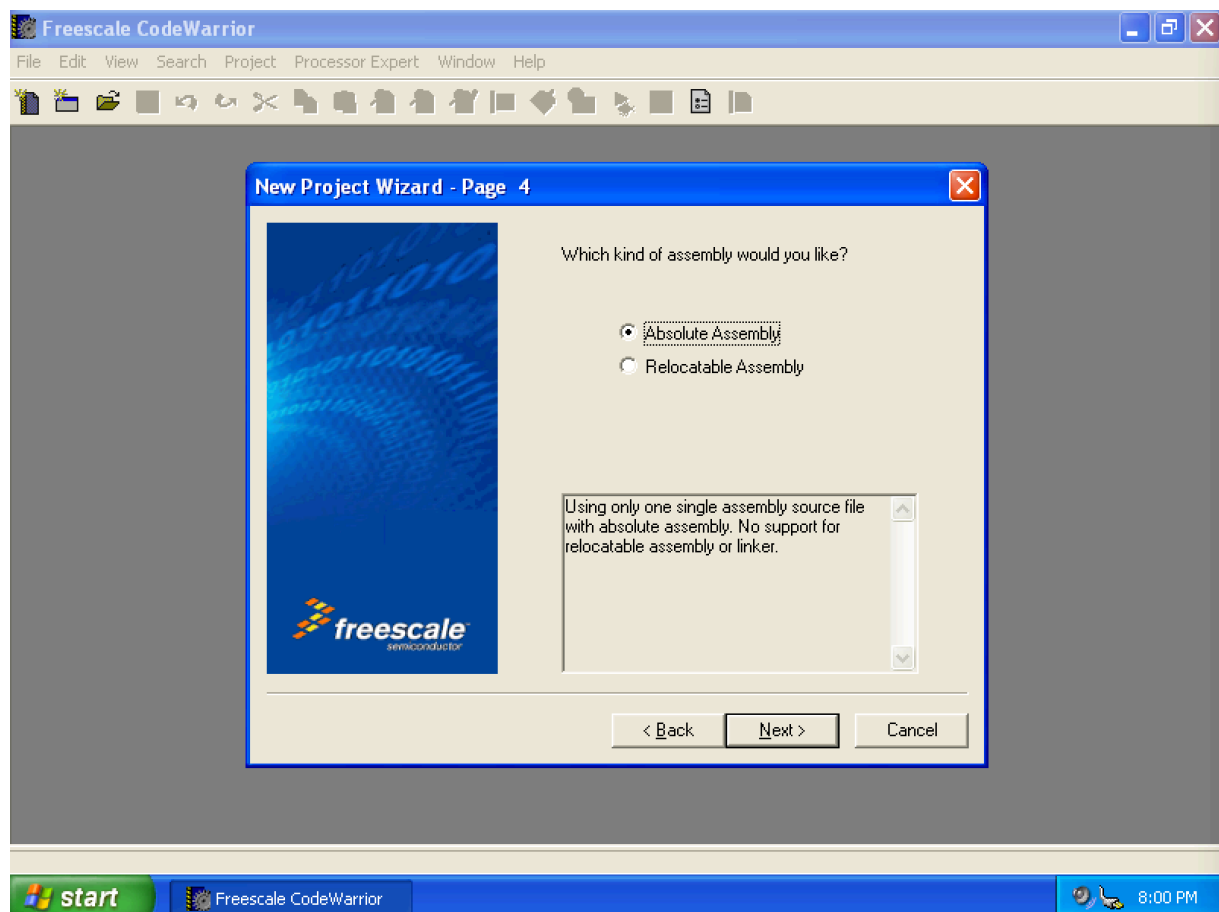 Freescale CodeWarrior
File Edit View Search Project Processor Expert Window Help
New Project Wizard - Page 4
Which kind of assembly would you like?
Absolute Assembly
Relocatable Assembly
Using only one single assembly source file
with absolute assembly. No support for
relocatable assembly or linker.
freescale
semiconductor
< Back Next > Cancel
start Freescale CodeWarrior 8:00 PM